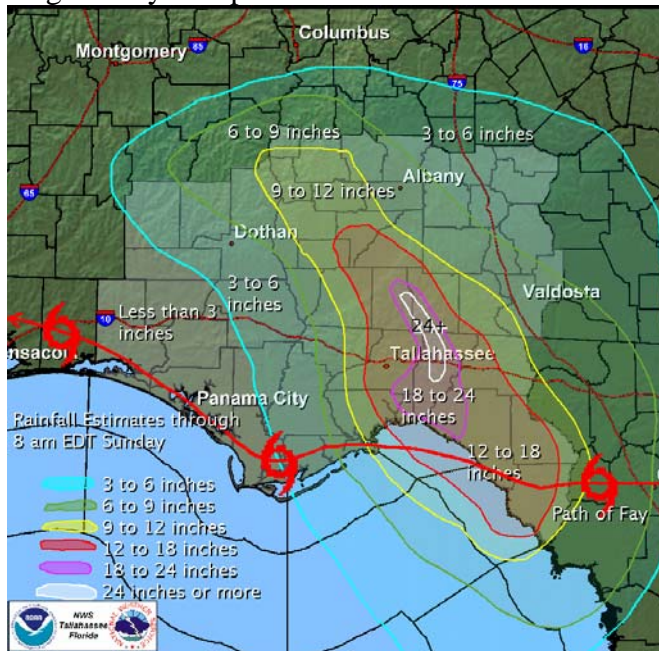 Columbus
Montgomery
85
16
75
6 to 9 inches
3 to 6 inches
Albany
9 to 12 inches
65
Dothan
3 to 6
inches
Valdosta
Less than 3
inches
10
24+
Tallahassee
nsacola
18 to 24
inches
Panama City
Rainfall Estimates through
8 am EDT Sunday
12 to 18
inches
Path of Fay
3 to 6 inches
6 to 9 inches
9 to 12 inches
12 to 18 inches
18 to 24 inches
24 inches or more
NWS
Tallahassee
Florida